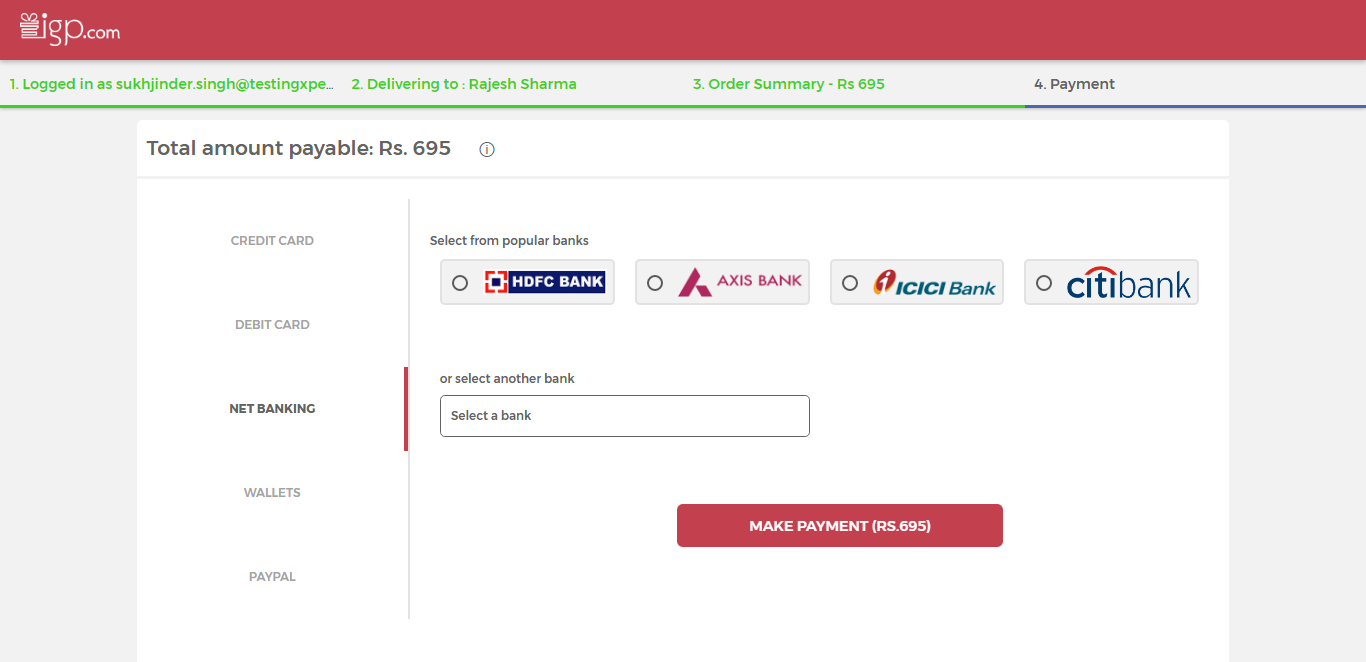 igp.com
1. Logged in as sukhjinder.singh@testingxpe... 2. Delivering to : Rajesh Sharma 3. Order Summary - Rs 695 4. Payment
Total amount payable: Rs. 695
CREDIT CARD
DEBIT CARD
NET BANKING
WALLETS
PAYPAL
Select from popular banks
HDFC BANK AXIS BANK ICICI Bank citibank
or select another bank
Select a bank
MAKE PAYMENT (RS.695)